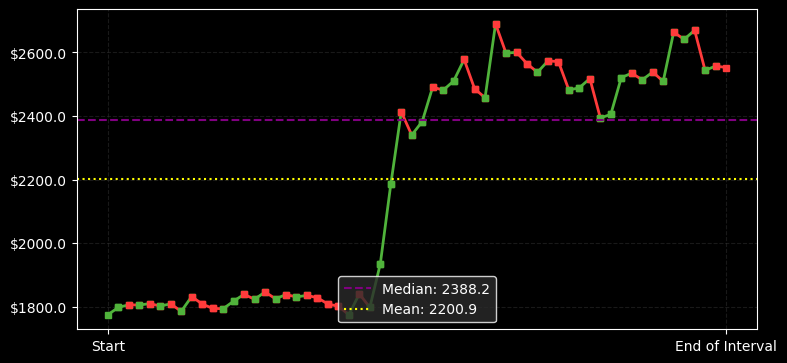 $2600.0
$2400.0
$2200.0
$2000.0
$1800.0
Median: 2388.2
Mean: 2200.9
Start
End of Interval